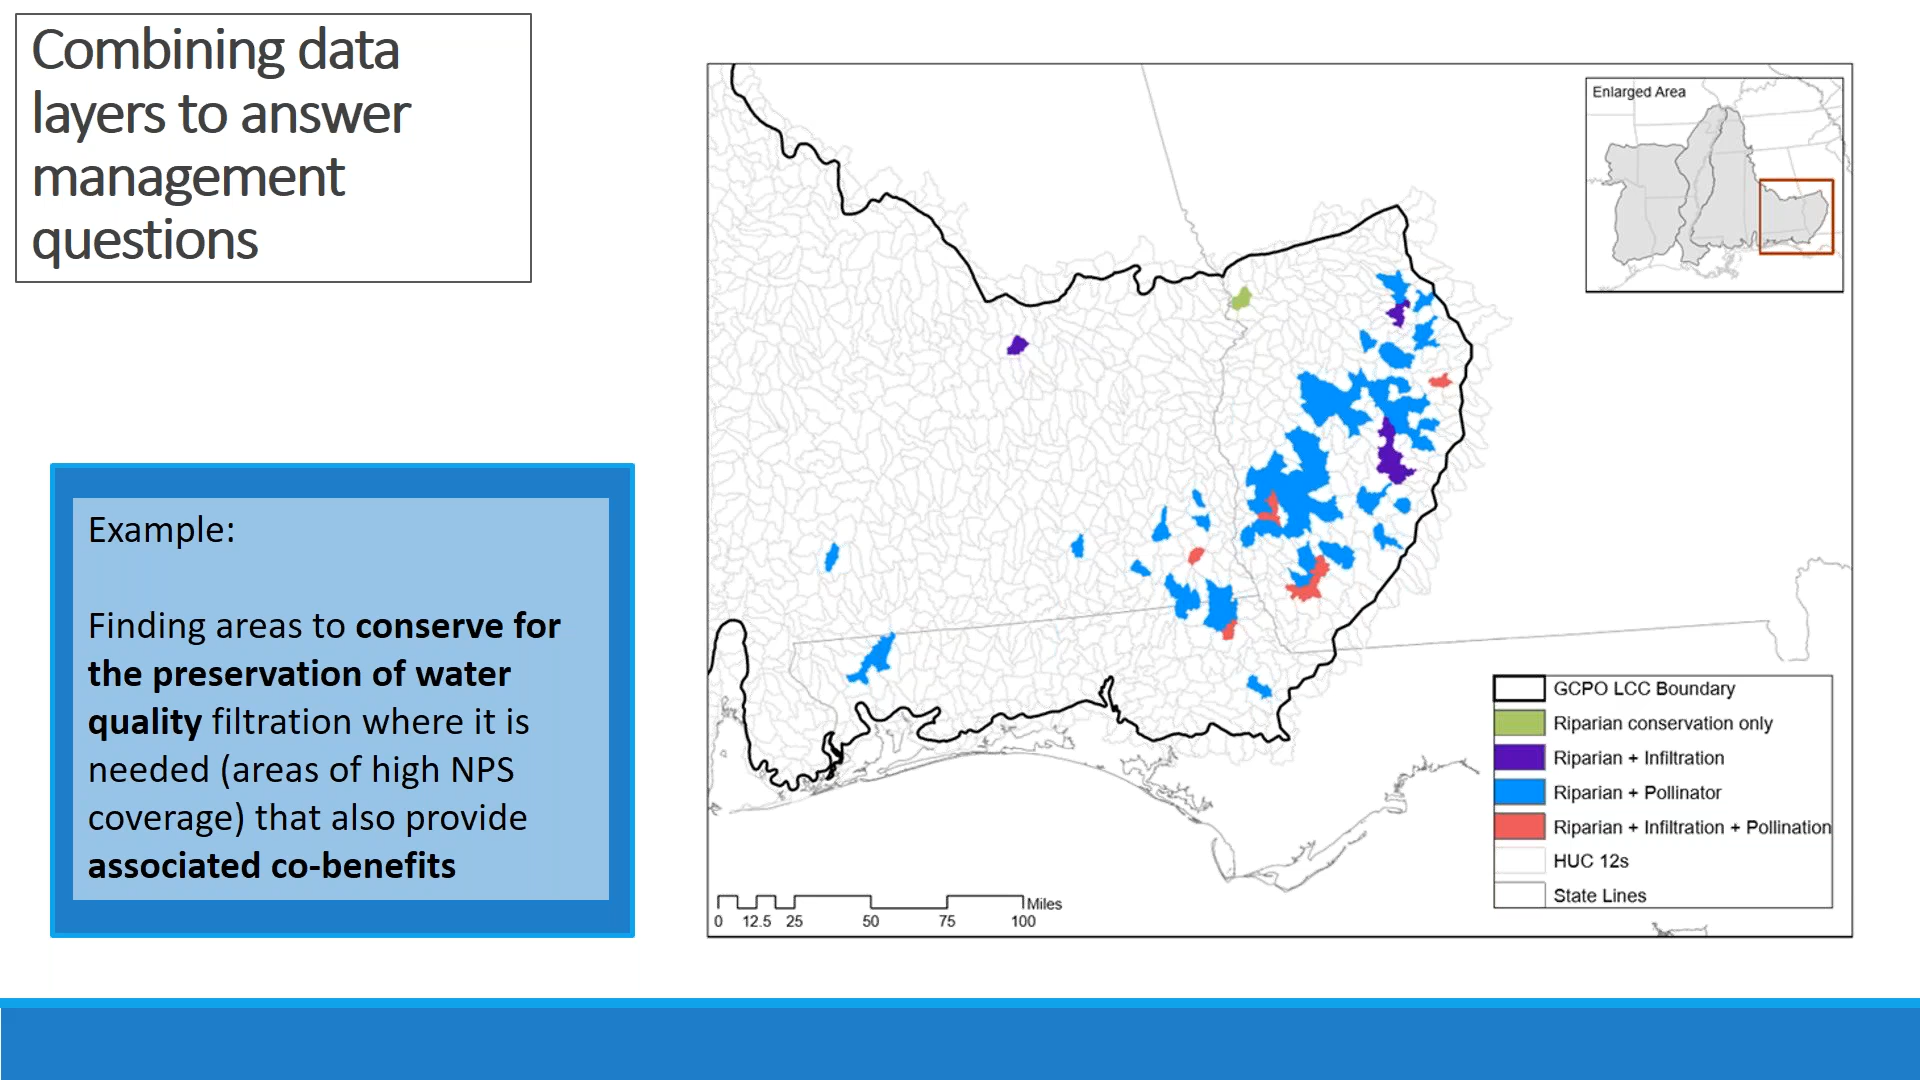 Combining data
layers to answer
management
questions
Example:
Finding areas to conserve for
the preservation of water
quality filtration where it is
needed (areas of high NPS
coverage) that also provide
associated co-benefits
Enlarged Area
GCPO LCC Boundary
Riparian conservation only
Riparian + Infiltration
Riparian + Pollinator
Riparian + Infiltration + Pollination
HUC 12s
State Lines
Miles
0 12.5 25 50 75 100